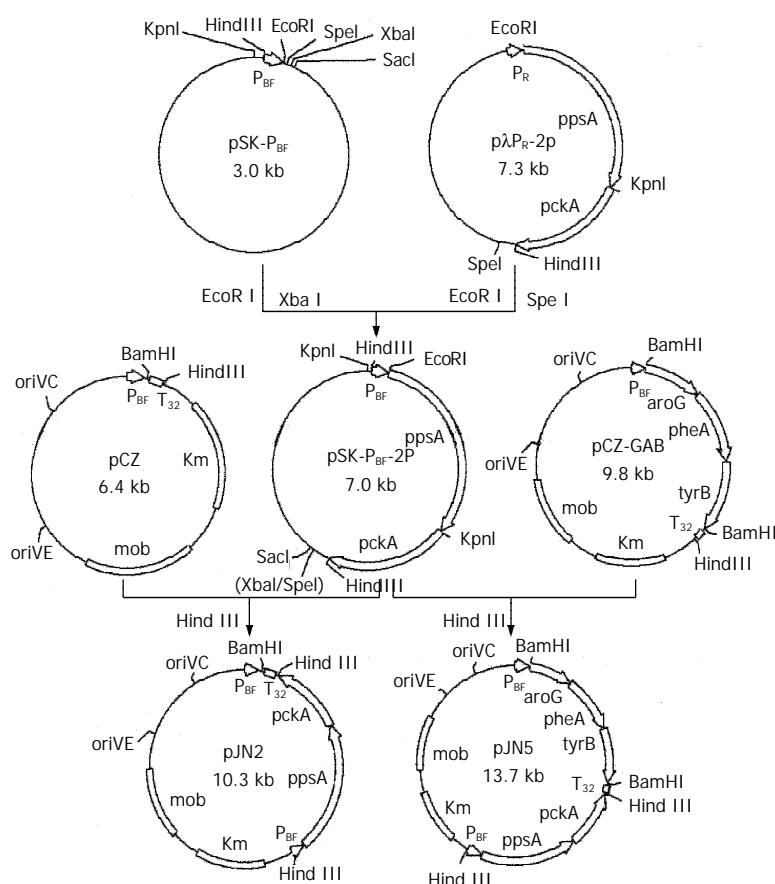 KpnI HindIII EcoRI SpeI XbaI SacI
P_BF
pSK-P_BF
3.0 kb
EcoRI
P_R
ppsA
pλP_R-2p
7.3 kb
KpnI
pckA
SpeI
HindIII
EcoR I Xba I
EcoR I Spe I
BamHI
HindIII
oriVC
P_BF T_32
pCZ
6.4 kb
Km
oriVE
mob
KpnI HindIII EcoRI
P_BF
ppsA
pSK-P_BF-2P
7.0 kb
pckA
KpnI
SacI
(XbaI/SpeI)
HindIII
oriVC
BamHI
P_BF
aroG
pheA
pCZ-GAB
9.8 kb
oriVE
tyrB
mob
T_32
BamHI
Km
HindIII
Hind III
Hind III
BamHI Hind III
oriVC
P_BF T_32
pckA
oriVE
pJN2
10.3 kb
ppsA
mob
P_BF
Km
Hind III
oriVC
BamHI
oriVE
P_BF
aroG
pheA
mob
pJN5
tyrB
13.7 kb
T_32
BamHI
Hind III
pckA
Km
P_BF
ppsA
Hind III